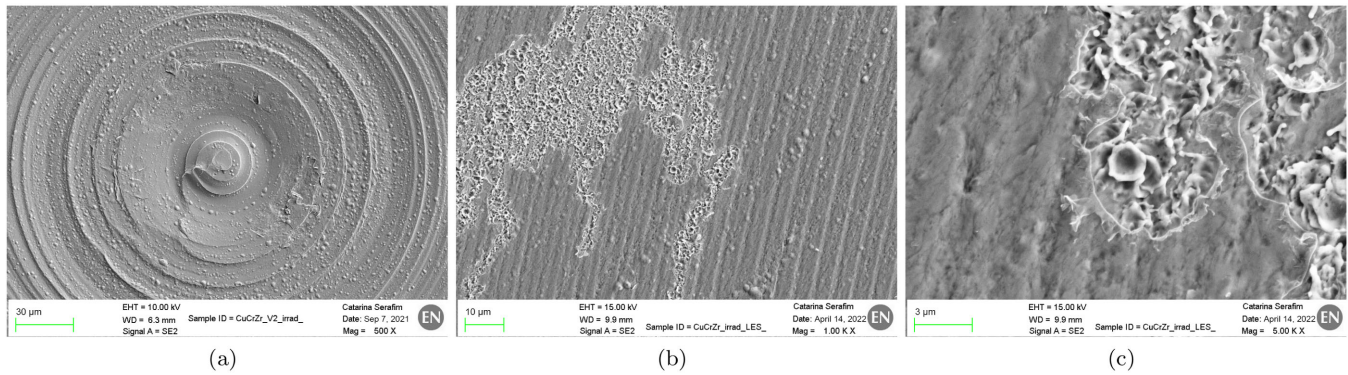 30 µm
EHT = 10.00 kV
WD = 6.3 mm
Signal A = SE2
Sample ID = CuCrZr_V2_irrad_
Catarina Serafim
Date: Sep 7, 2021
Mag = 500 X
EN
10 µm
EHT = 15.00 kV
WD = 9.9 mm
Signal A = SE2
Sample ID = CuCrZr_irrad_LES_
Catarina Serafim
Date: April 14, 2022
Mag = 1.00 K X
EN
3 µm
EHT = 15.00 kV
WD = 9.9 mm
Signal A = SE2
Sample ID = CuCrZr_irrad_LES_
Catarina Serafim
Date: April 14, 2022
Mag = 5.00 K X
EN
(a)
(b)
(c)